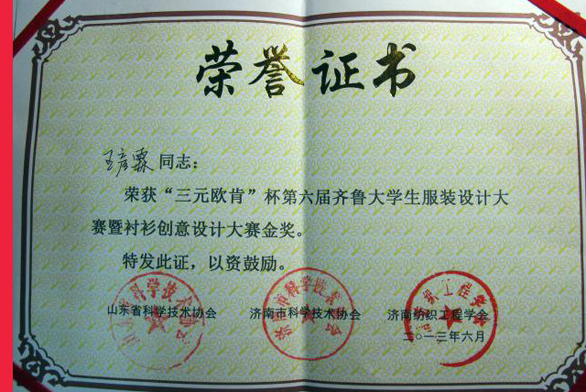 荣誉证书
王彦霖同志：
荣获“三元欧肯”杯第六届齐鲁大学生服装设计大
赛暨衬衫创意设计大赛金奖。
特发此证，以资鼓励。
山东省科学技术协会 济南市科学技术协会 济南纺织工程学会
二〇一三年六月